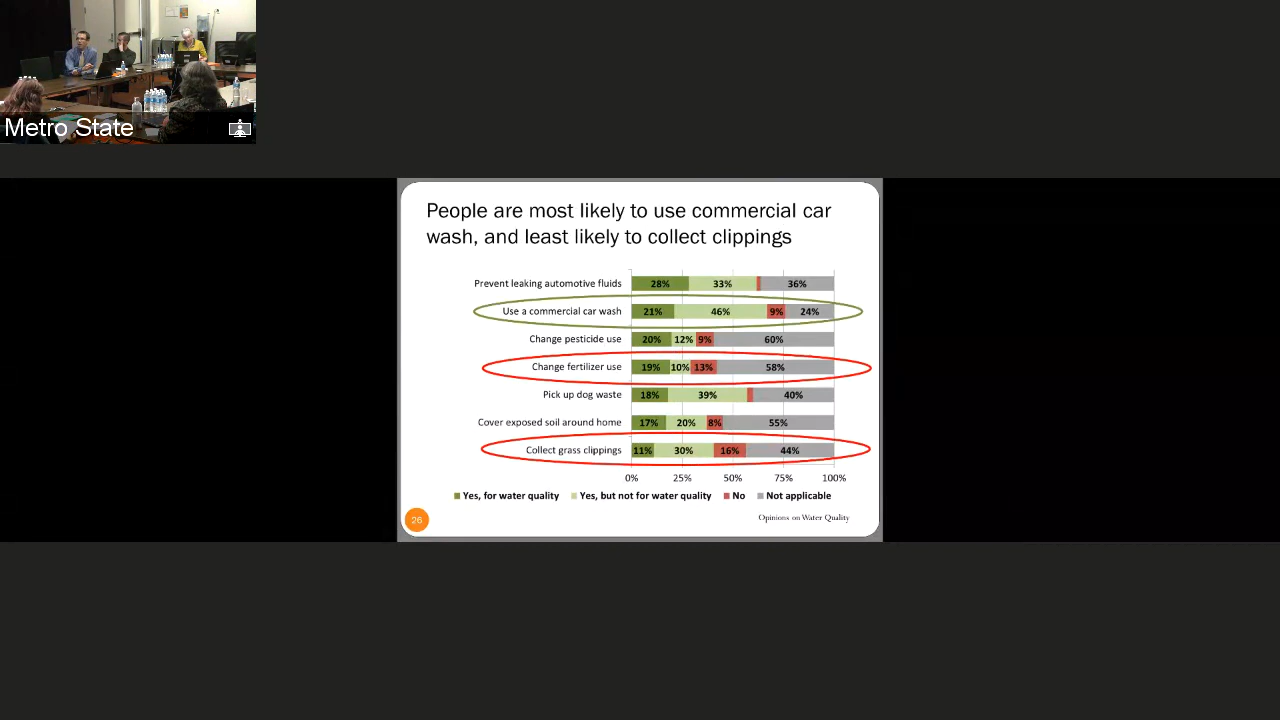 Metro State
People are most likely to use commercial car
wash, and least likely to collect clippings
Prevent leaking automotive fluids 28% 33% 36%
Use a commercial car wash 21% 46% 9% 24%
Change pesticide use 20% 12% 9% 60%
Change fertilizer use 19% 10% 13% 58%
Pick up dog waste 18% 39% 40%
Cover exposed soil around home 17% 20% 8% 55%
Collect grass clippings 11% 30% 16% 44%
0% 25% 50% 75% 100%
Yes, for water quality Yes, but not for water quality No Not applicable
26 Opinions on Water Quality